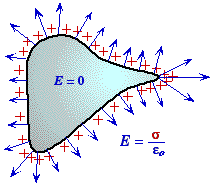 E = 0
E = σ/ε₀